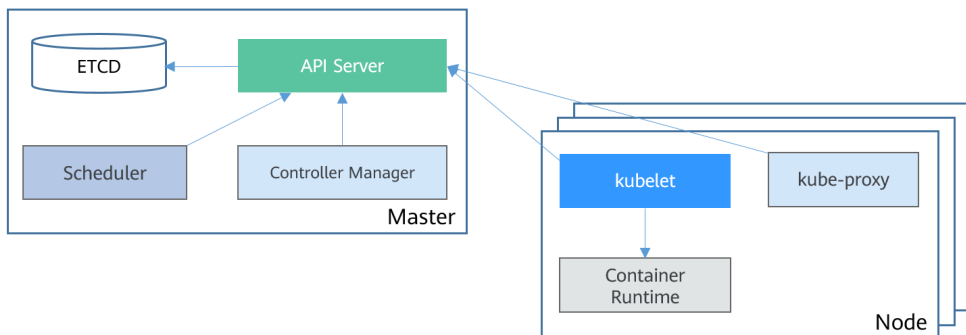 ETCD
API Server
Scheduler
Controller Manager
Master
kubelet
kube-proxy
Container
Runtime
Node